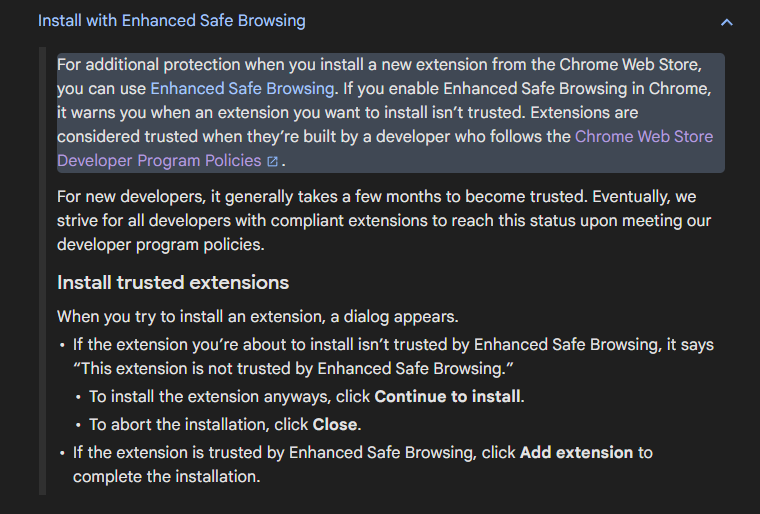 Install with Enhanced Safe Browsing
For additional protection when you install a new extension from the Chrome Web Store,
you can use Enhanced Safe Browsing. If you enable Enhanced Safe Browsing in Chrome,
it warns you when an extension you want to install isn’t trusted. Extensions are
considered trusted when they’re built by a developer who follows the Chrome Web Store
Developer Program Policies .
For new developers, it generally takes a few months to become trusted. Eventually, we
strive for all developers with compliant extensions to reach this status upon meeting our
developer program policies.
Install trusted extensions
When you try to install an extension, a dialog appears.
• If the extension you’re about to install isn’t trusted by Enhanced Safe Browsing, it says
“This extension is not trusted by Enhanced Safe Browsing.”
• To install the extension anyways, click Continue to install.
• To abort the installation, click Close.
• If the extension is trusted by Enhanced Safe Browsing, click Add extension to
complete the installation.